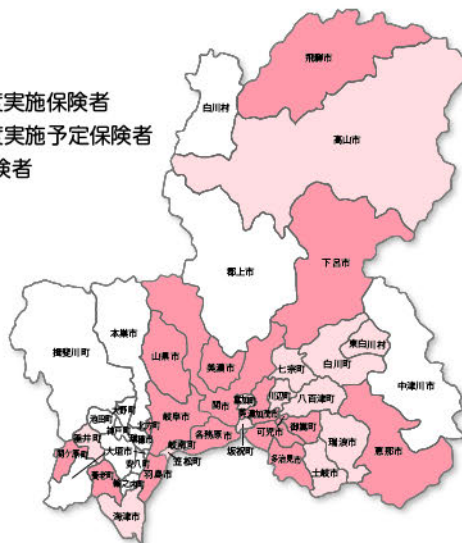 度実施保険者
度実施予定保険者
険者
飛騨市
白川村
高山市
下呂市
郡上市
揖斐川町
本巣市
山県市
美濃市
七宗町
白川町
東白川村
中津川市
八百津町
川辺町
富加町
美濃加茂市
関市
岐阜市
各務原市
可児市
御嵩町
瑞浪市
恵那市
多治見市
土岐市
坂祝町
岐南町
笠松町
羽島市
大野町
池田町
神戸町
北方町
瑞穂市
垂井町
関ケ原町
大垣市
安八町
養老町
輪之内町
海津市